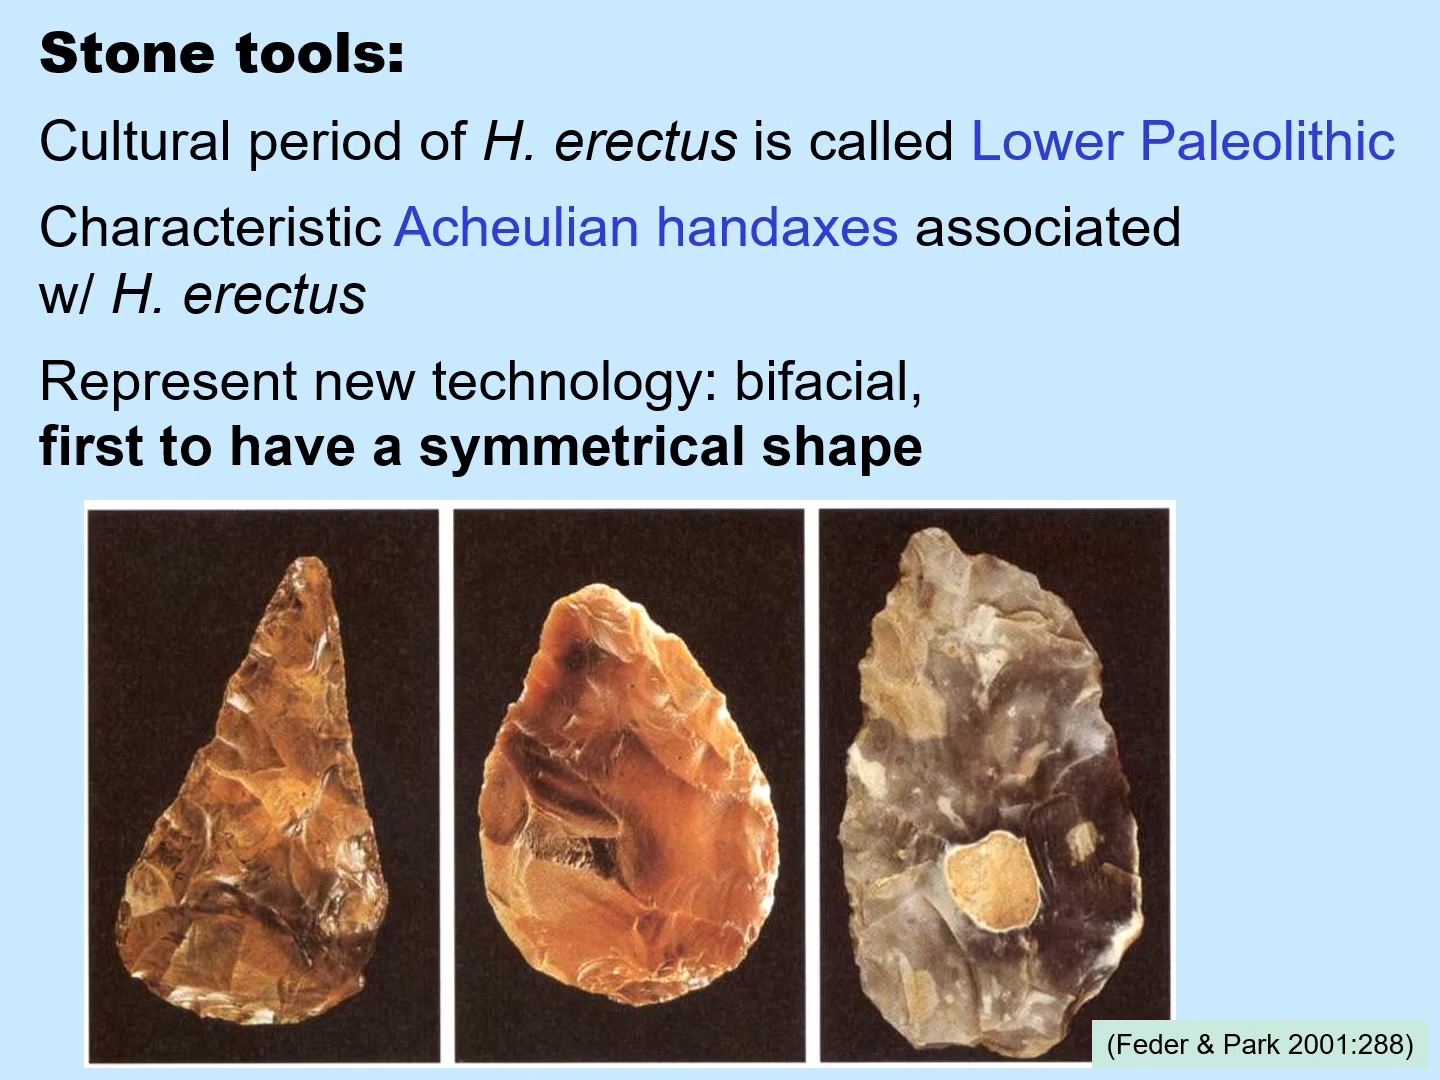 Stone tools:
Cultural period of H. erectus is called Lower Paleolithic
Characteristic Acheulian handaxes associated
w/ H. erectus
Represent new technology: bifacial,
first to have a symmetrical shape
(Feder & Park 2001:288)